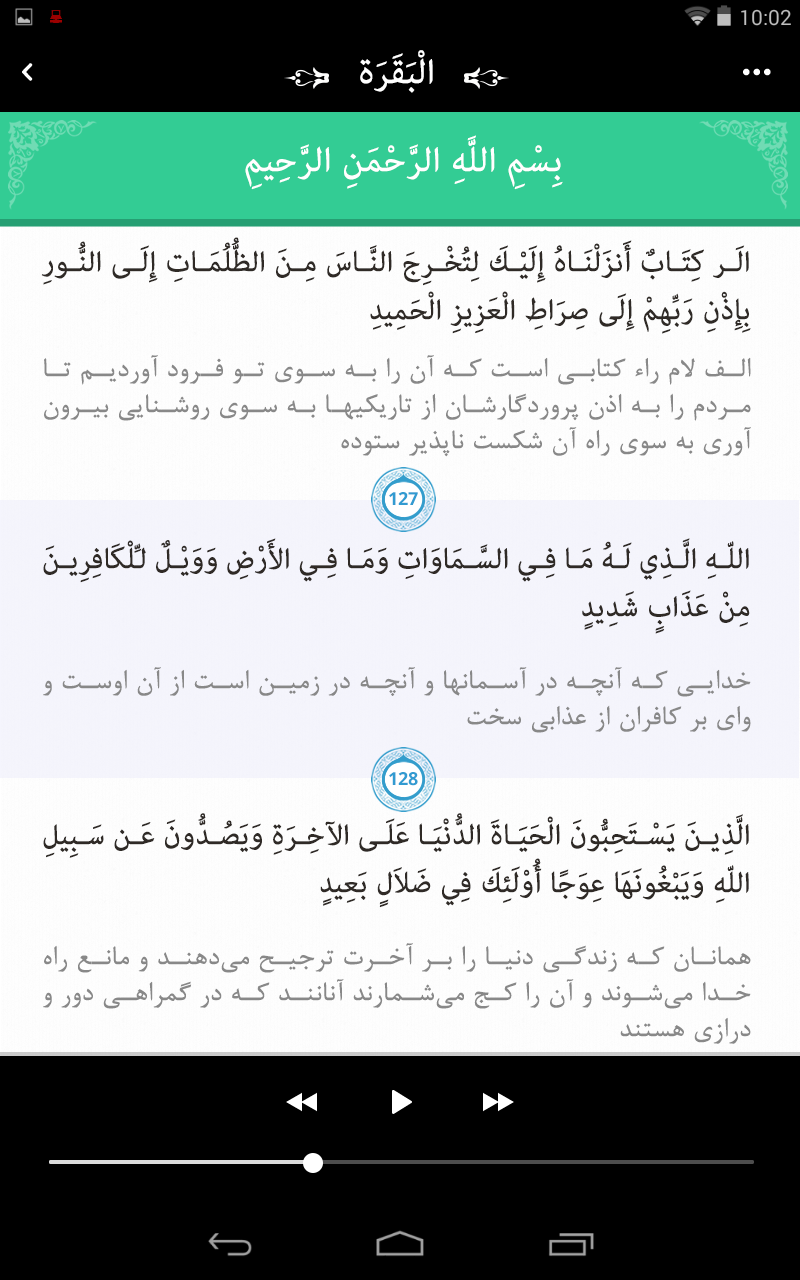 10:02
الْبَقَرَة
بِسْمِ اللَّهِ الرَّحْمَنِ الرَّحِيمِ
الَر كِتَابٌ أَنزَلْنَاهُ إِلَيْكَ لِتُخْرِجَ النَّاسَ مِنَ الظُّلُمَاتِ إِلَى النُّورِ
بِإِذْنِ رَبِّهِمْ إِلَى صِرَاطِ الْعَزِيزِ الْحَمِيدِ
الف لام راء کتابی است که آن را به سوی تو فرود آوردیم تا
مردم را به اذن پروردگارشان از تاریکیها به سوی روشنایی بیرون
آوری به سوی راه آن شکست ناپذیر ستوده
127
اللّهِ الَّذِي لَهُ مَا فِي السَّمَاوَاتِ وَمَا فِي الأَرْضِ وَوَيْلٌ لِّلْكَافِرِينَ
مِنْ عَذَابٍ شَدِيدٍ
خدایی که آنچه در آسمانها و آنچه در زمین است از آن اوست و
وای بر کافران از عذابی سخت
128
الَّذِينَ يَسْتَحِبُّونَ الْحَيَاةَ الدُّنْيَا عَلَى الآخِرَةِ وَيَصُدُّونَ عَن سَبِيلِ
اللّهِ وَيَبْغُونَهَا عِوَجًا أُوْلَئِكَ فِي ضَلاَلٍ بَعِيدٍ
همانان که زندگی دنیا را بر آخرت ترجیح می‌دهند و مانع راه
خدا می‌شوند و آن را کج می‌شمارند آنانند که در گمراهی دور و
درازی هستند